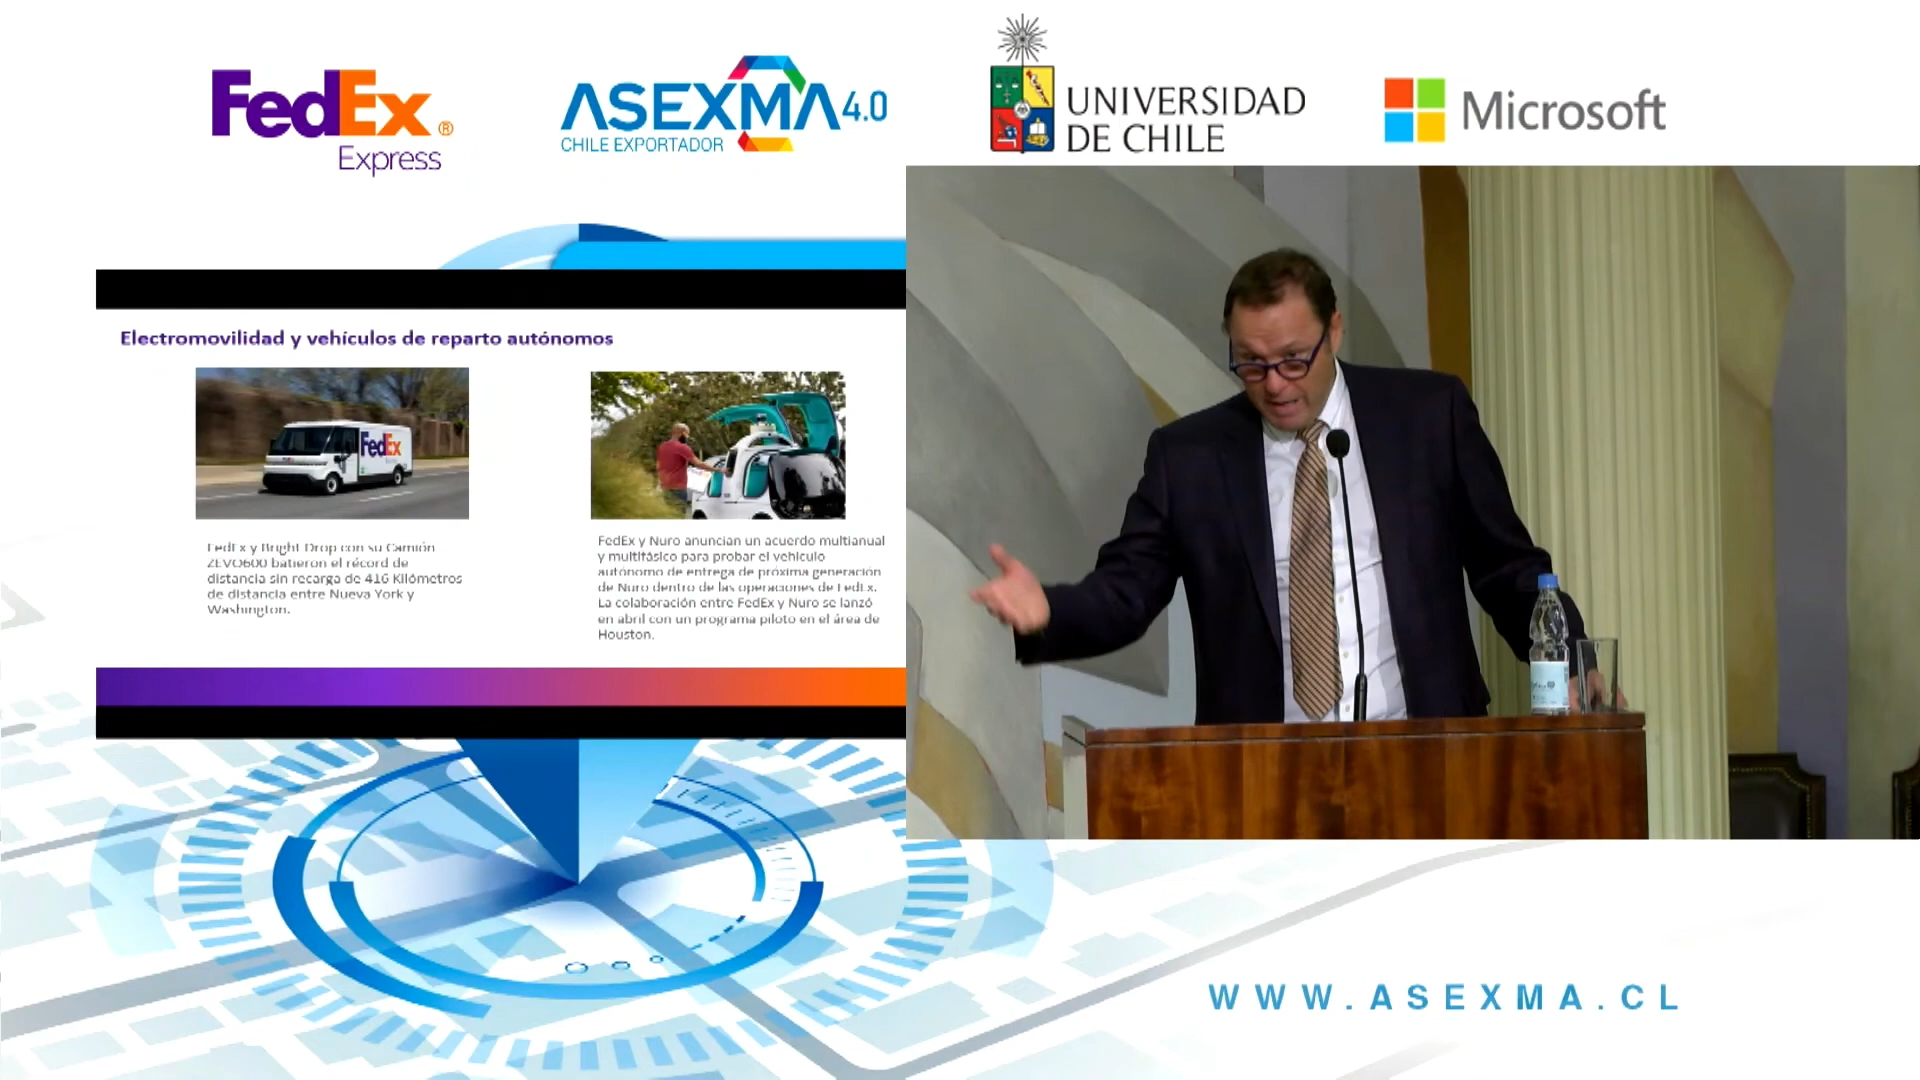 FedEx®
Express
ASEXMA 4.0
CHILE EXPORTADOR
UNIVERSIDAD
DE CHILE
Microsoft
Electromovilidad y vehículos de reparto autónomos
FedEx
FedEx y Bright Drop con su Camión
ZEVO600 batieron el récord de
distancia sin recarga de 416 Kilómetros
de distancia entre Nueva York y
Washington.
FedEx y Nuro anuncian un acuerdo multianual
y multifásico para probar el vehículo
autónomo de entrega de próxima generación
de Nuro dentro de las operaciones de FedEx.
La colaboración entre FedEx y Nuro se lanzó
en abril con un programa piloto en el área de
Houston.
WWW.ASEXMA.CL